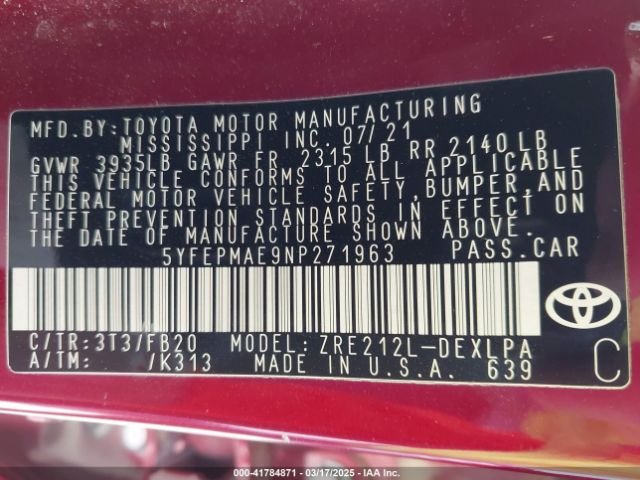 MFD.BY:TOYOTA MOTOR MANUFACTURING
MISSISSIPPI INC. 07/21
GVWR 3935LB GAWR FR 2315 LB RR 2140 LB
THIS VEHICLE CONFORMS TO ALL APPLICABLE
FEDERAL MOTOR VEHICLE SAFETY,BUMPER,AND
THEFT PREVENTION STANDARDS IN EFFECT ON
THE DATE OF MANUFACTURE SHOWN ABOVE.
5YFEPMAE9NP271963 PASS.CAR
C/TR:3T3/FB20 MODEL:ZRE212L-DEXLPA
A/TM: /K313 MADE IN U.S.A. 639
C
000-41784871 | 03/17/2025 | IAA Inc.